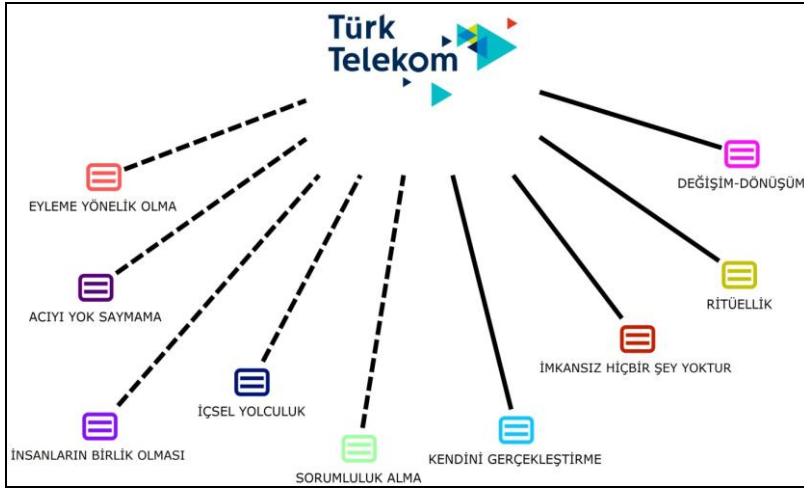 Türk
Telekom
DEĞİŞİM-DÖNÜŞÜM
EYLEME YÖNELİK OLMA
RİTÜELLİK
ACIYI YOK SAYMAMA
İMKANSIZ HİÇBİR ŞEY YOKTUR
İÇSEL YOLCULUK
İNSANLARIN BİRLİK OLMASI
KENDİNİ GERÇEKLEŞTİRME
SORUMLULUK ALMA